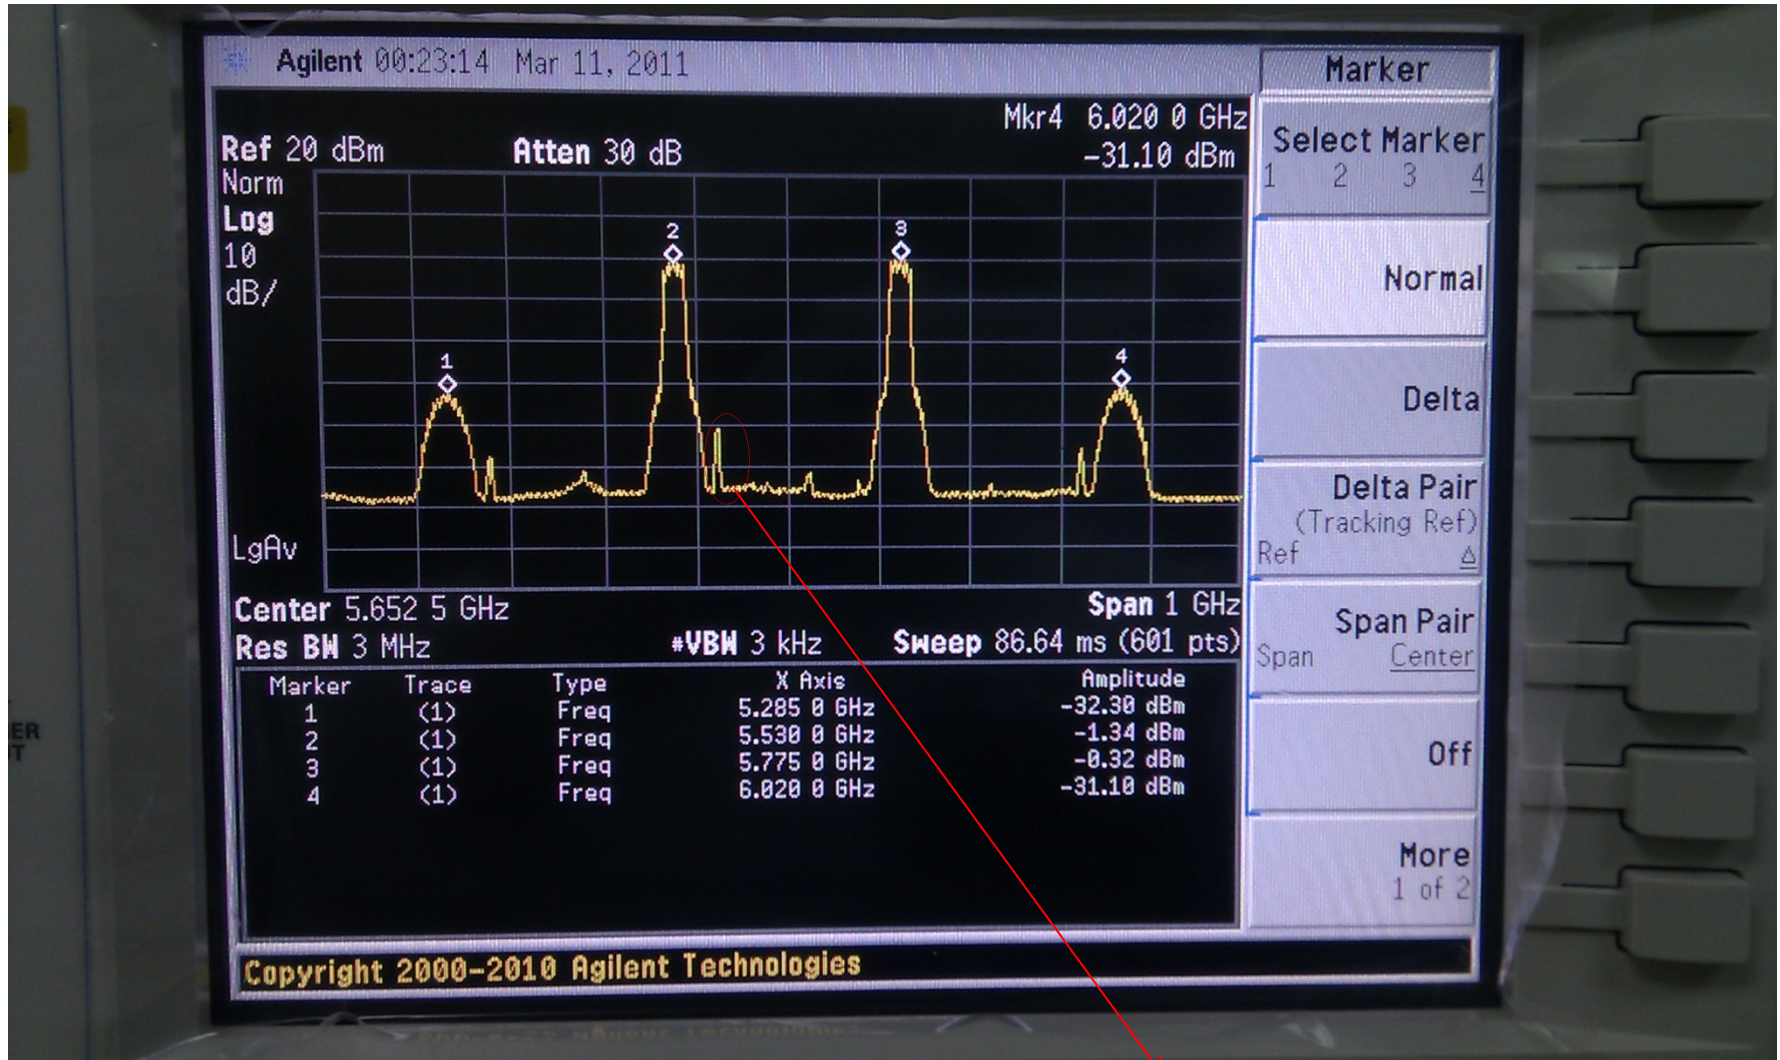 Agilent 00:23:14 Mar 11, 2011
Mkr4 6.020 0 GHz
Ref 20 dBm Atten 30 dB -31.10 dBm
Norm
Log
10
dB/
1
2
3
4
LgAv
Center 5.652 5 GHz Span 1 GHz
Res BW 3 MHz #VBW 3 kHz Sweep 86.64 ms (601 pts)
Marker Trace Type X Axis Amplitude
1 (1) Freq 5.285 0 GHz -32.30 dBm
2 (1) Freq 5.530 0 GHz -1.34 dBm
3 (1) Freq 5.775 0 GHz -0.32 dBm
4 (1) Freq 6.020 0 GHz -31.10 dBm
Copyright 2000-2010 Agilent Technologies
Marker
Select Marker
1 2 3 4
Normal
Delta
Delta Pair
(Tracking Ref)
Ref Δ
Span Pair
Span Center
Off
More
1 of 2